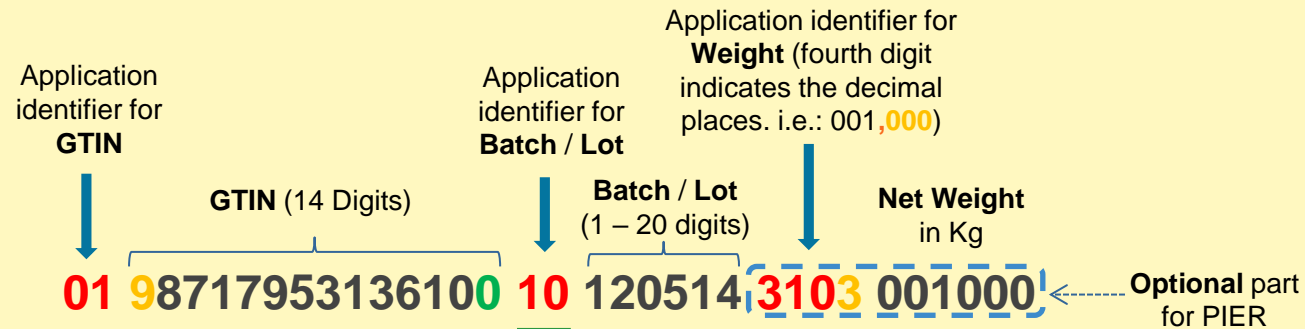 Application identifier for
Weight (fourth digit
indicates the decimal
places. i.e.: 001,000)
Application
identifier for
GTIN
Application
identifier for
Batch / Lot
GTIN (14 Digits)
Batch / Lot
(1 – 20 digits)
Net Weight
in Kg
01 98717953136100 10 120514 3103 001000
Optional part
for PIER